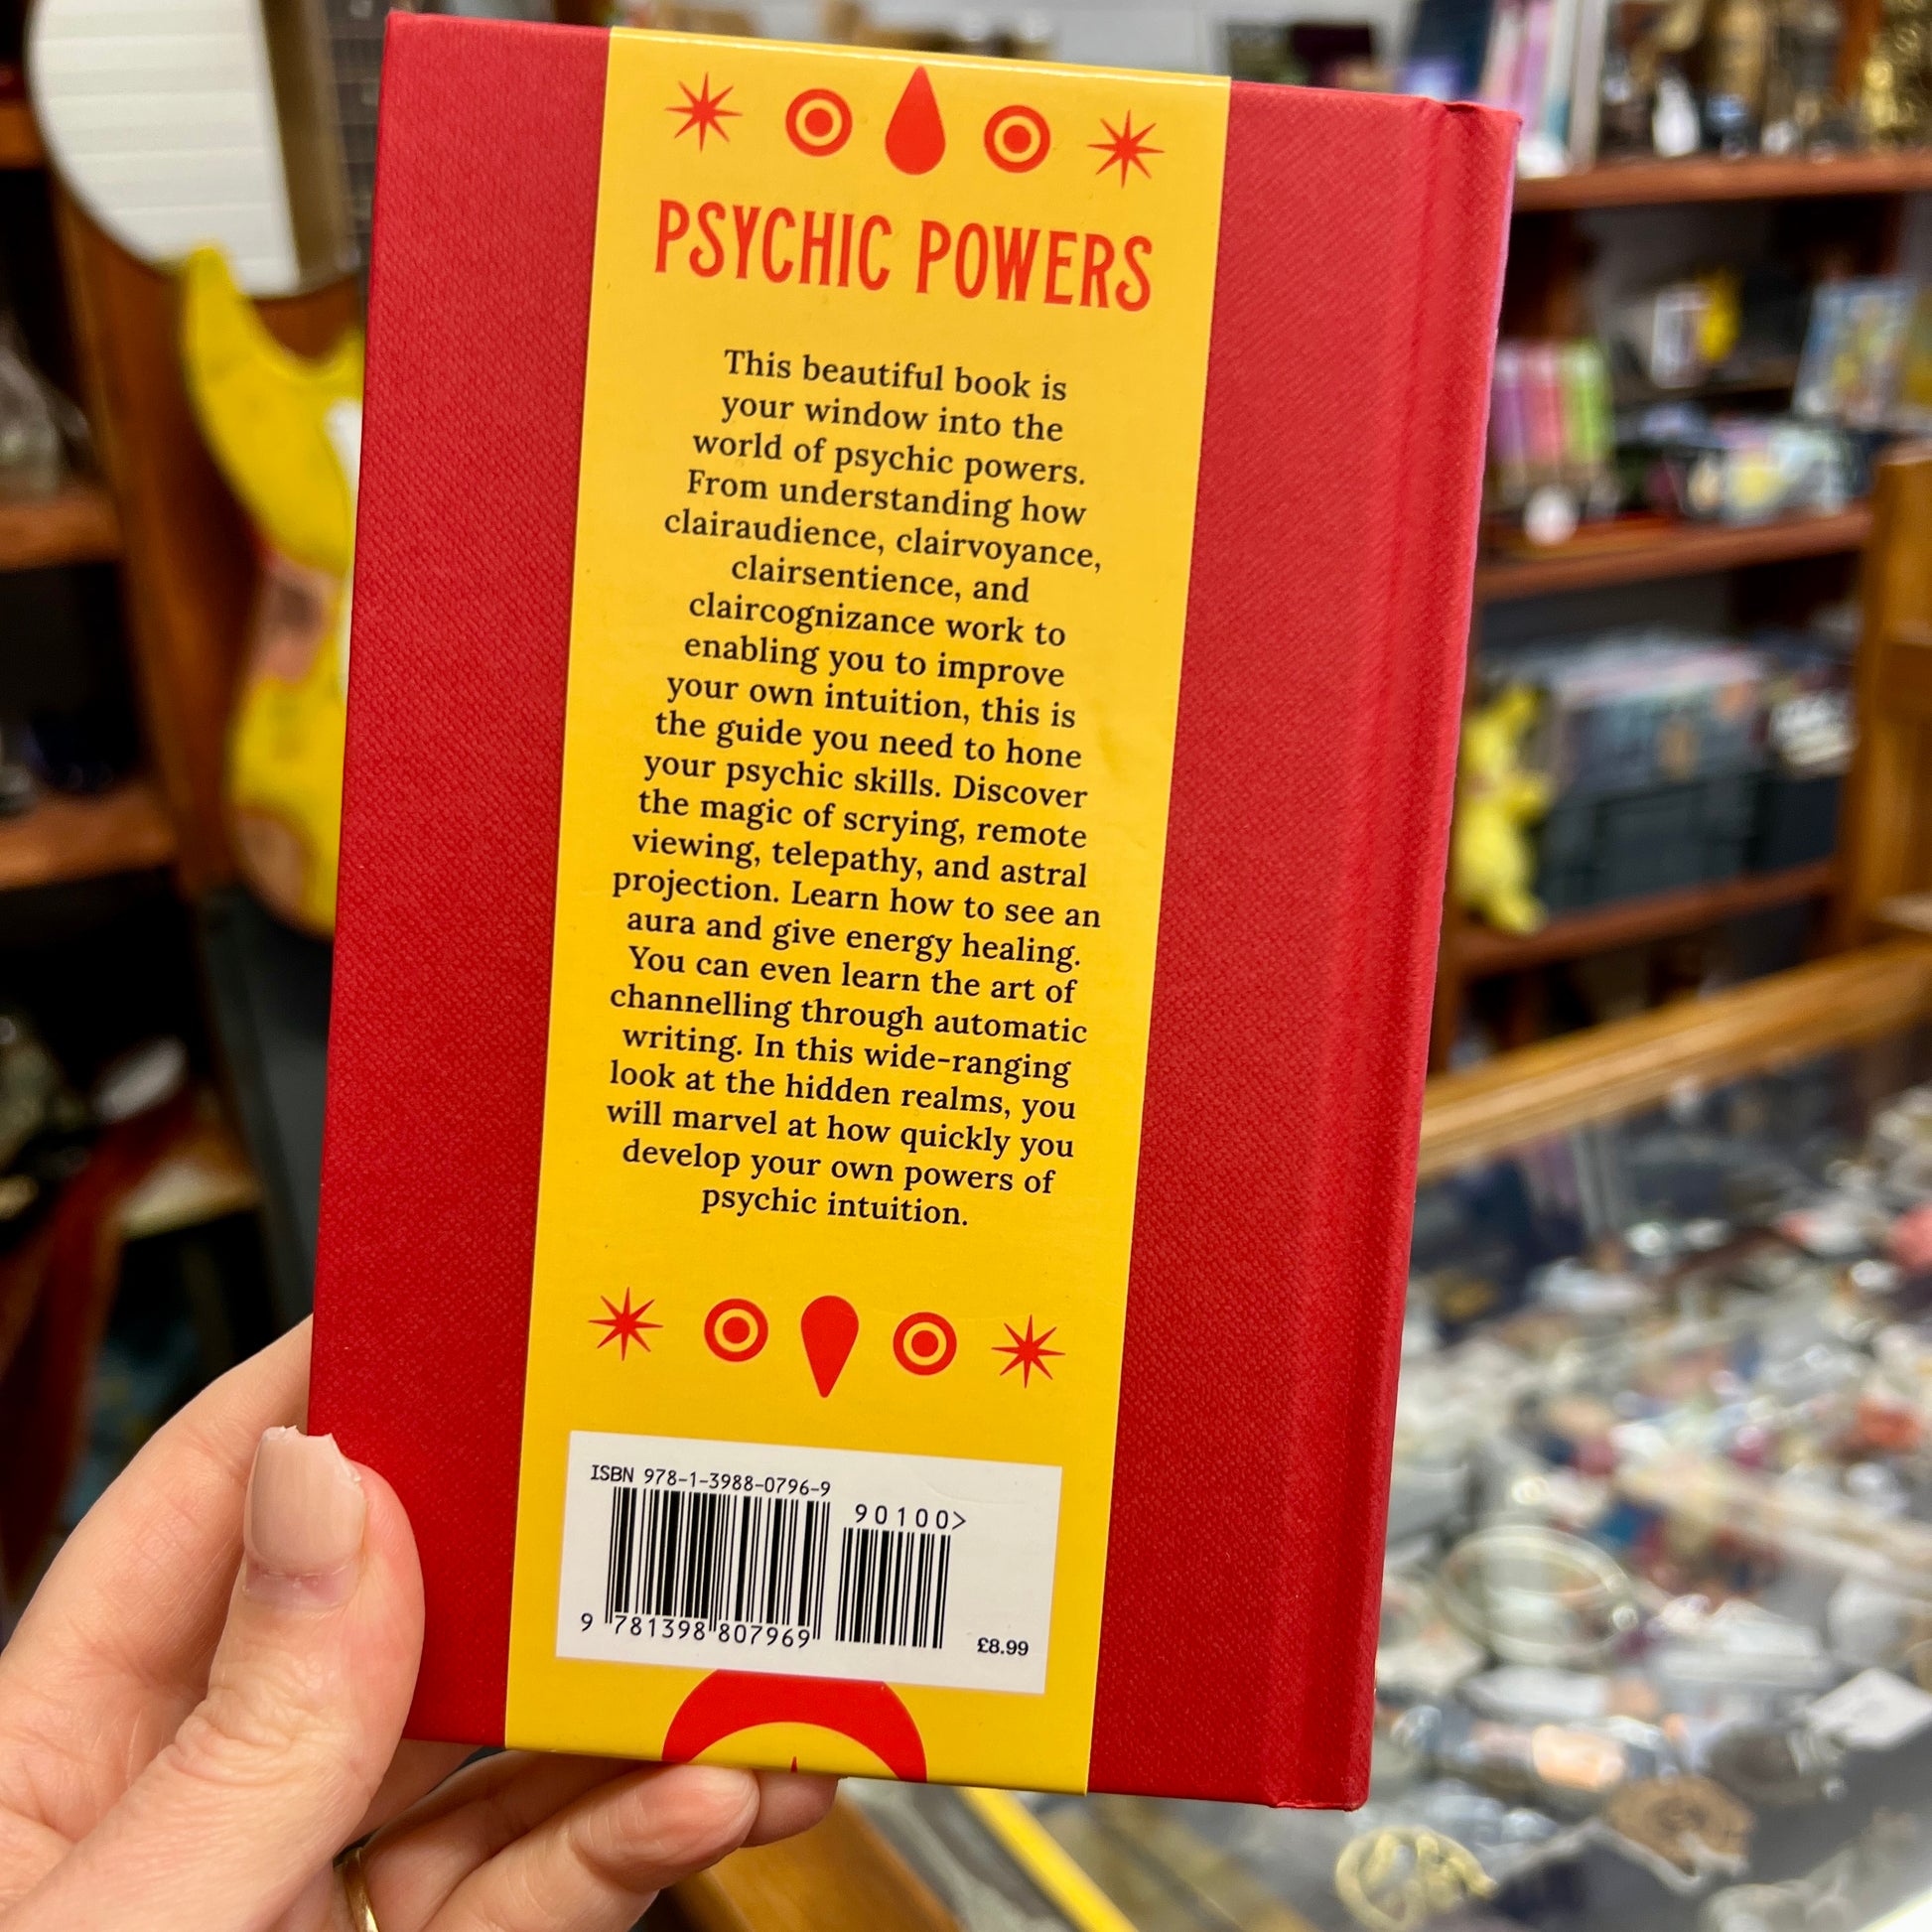 PSYCHIC POWERS
This beautiful book is
your window into the
world of psychic powers.
From understanding how
clairaudience, clairvoyance,
clairsentience, and
claircognizance work to
enabling you to improve
your own intuition, this is
the guide you need to hone
your psychic skills. Discover
the magic of scrying, remote
viewing, telepathy, and astral
projection. Learn how to see an
aura and give energy healing.
You can even learn the art of
channelling through automatic
writing. In this wide-ranging
look at the hidden realms, you
will marvel at how quickly you
develop your own powers of
psychic intuition.
ISBN 978-1-3988-0796-9
90100>
9 781398 807969
£8.99